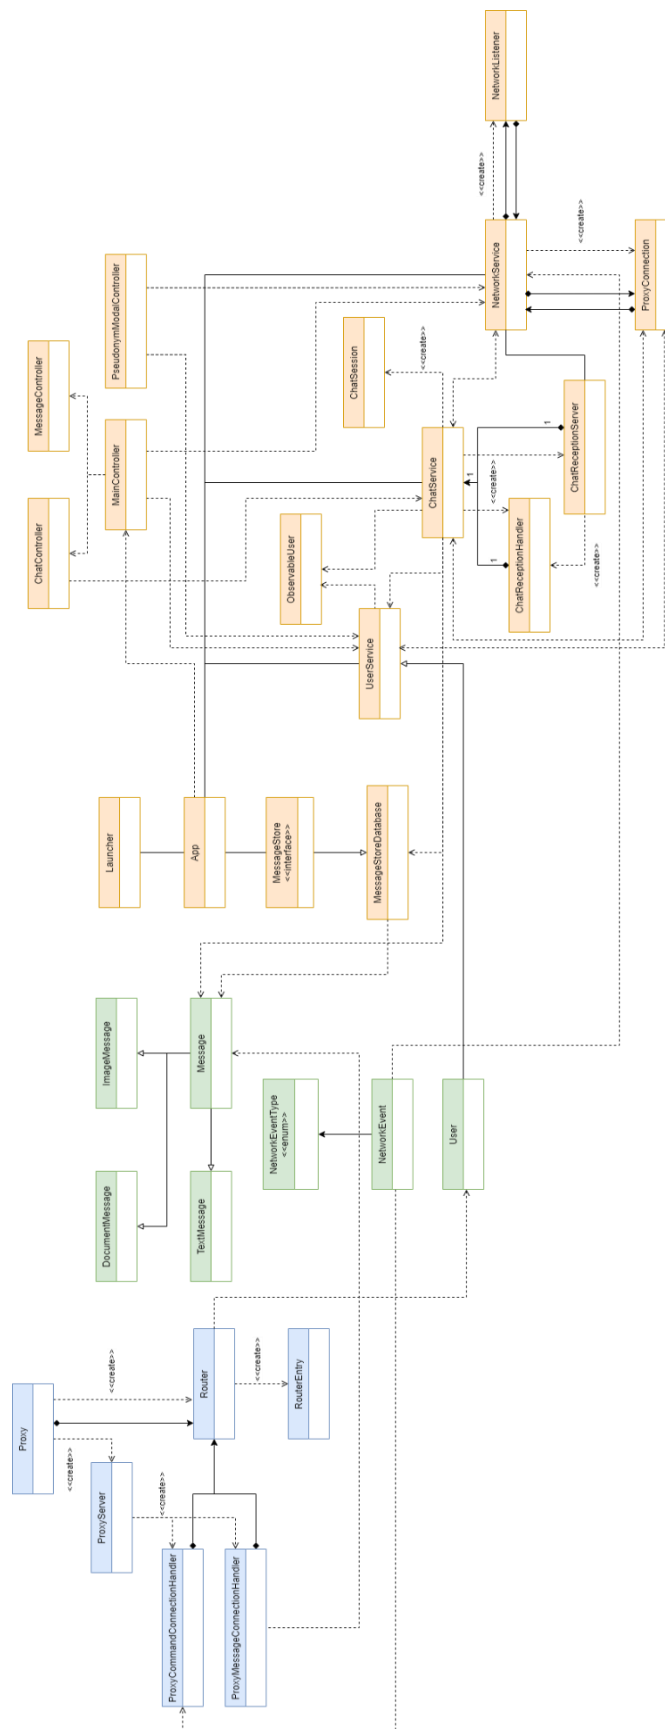 Proxy
<<create>>
<<create>>
ProxyServer
<<create>>
Router
<<create>>
RouterEntry
ProxyCommandConnectionHandler
ProxyMessageConnectionHandler
DocumentMessage
ImageMessage
TextMessage
Message
NetworkEventType
<<enum>>
NetworkEvent
User
Launcher
App
MessageStore
<<interface>>
MessageStoreDatabase
ChatController
MessageController
MainController
PseudonymModalController
UserService
ObservableUser
ChatSession
<<create>>
ChatService
1
1
<<create>>
ChatReceptionHandler
ChatReceptionServer
<<create>>
NetworkService
<<create>>
NetworkListener
<<create>>
ProxyConnection